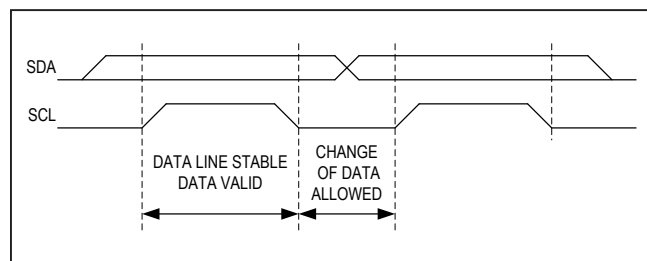 SDA
SCL
DATA LINE STABLE
DATA VALID
CHANGE
OF DATA
ALLOWED